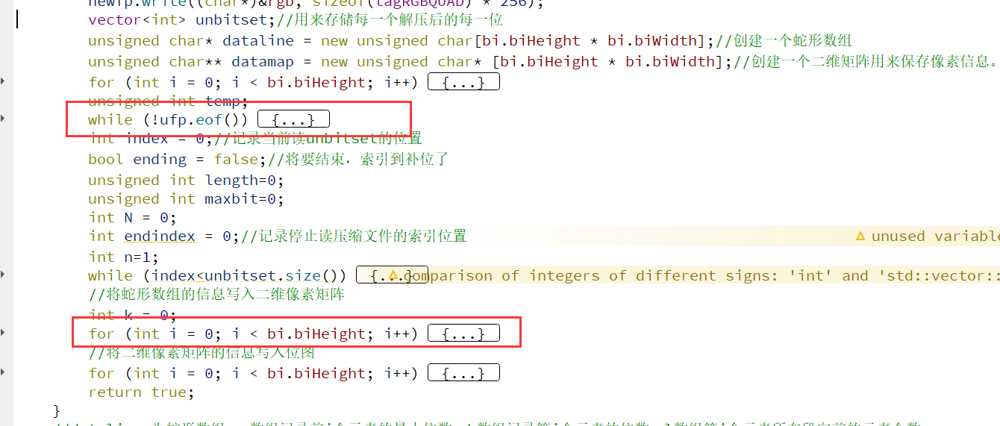 newfp.write((char*)&rgb, sizeof(tagRGBQUAD) * 256);
vector<int> unbitset;//用来存储每一个解压后的每一位
unsigned char* dataline = new unsigned char[bi.biHeight * bi.biWidth];//创建一个蛇形数组
unsigned char** datamap = new unsigned char* [bi.biHeight * bi.biWidth];//创建一个二维矩阵用来保存像素信息。
for (int i = 0; i < bi.biHeight; i++) {...}
unsigned int temp;
while (!ufp.eof()) {...}
int index = 0;//记录当前读unbitset的位置
bool ending = false;//将要结束，索引到补位了
unsigned int length=0;
unsigned int maxbit=0;
int N = 0;
int endindex = 0;//记录停止读压缩文件的索引位置 unused variable
int n=1;
while (index<unbitset.size()) {...} comparison of integers of different signs: 'int' and 'std::vector::
//将蛇形数组的信息写入二维像素矩阵
int k = 0;
for (int i = 0; i < bi.biHeight; i++) {...}
//将二维像素矩阵的信息写入位图
for (int i = 0; i < bi.biHeight; i++) {...}
return true;
}